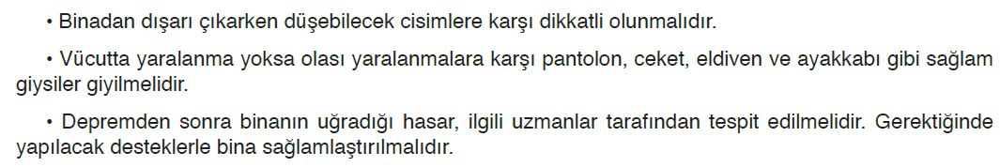 • Binadan dışarı çıkarken düşebilecek cisimlere karşı dikkatli olunmalıdır.
• Vücutta yaralanma yoksa olası yaralanmalara karşı pantolon, ceket, eldiven ve ayakkabı gibi sağlam
giysiler giyilmelidir.
• Depremden sonra binanın uğradığı hasar, ilgili uzmanlar tarafından tespit edilmelidir. Gerektiğinde
yapılacak desteklerle bina sağlamlaştırılmalıdır.